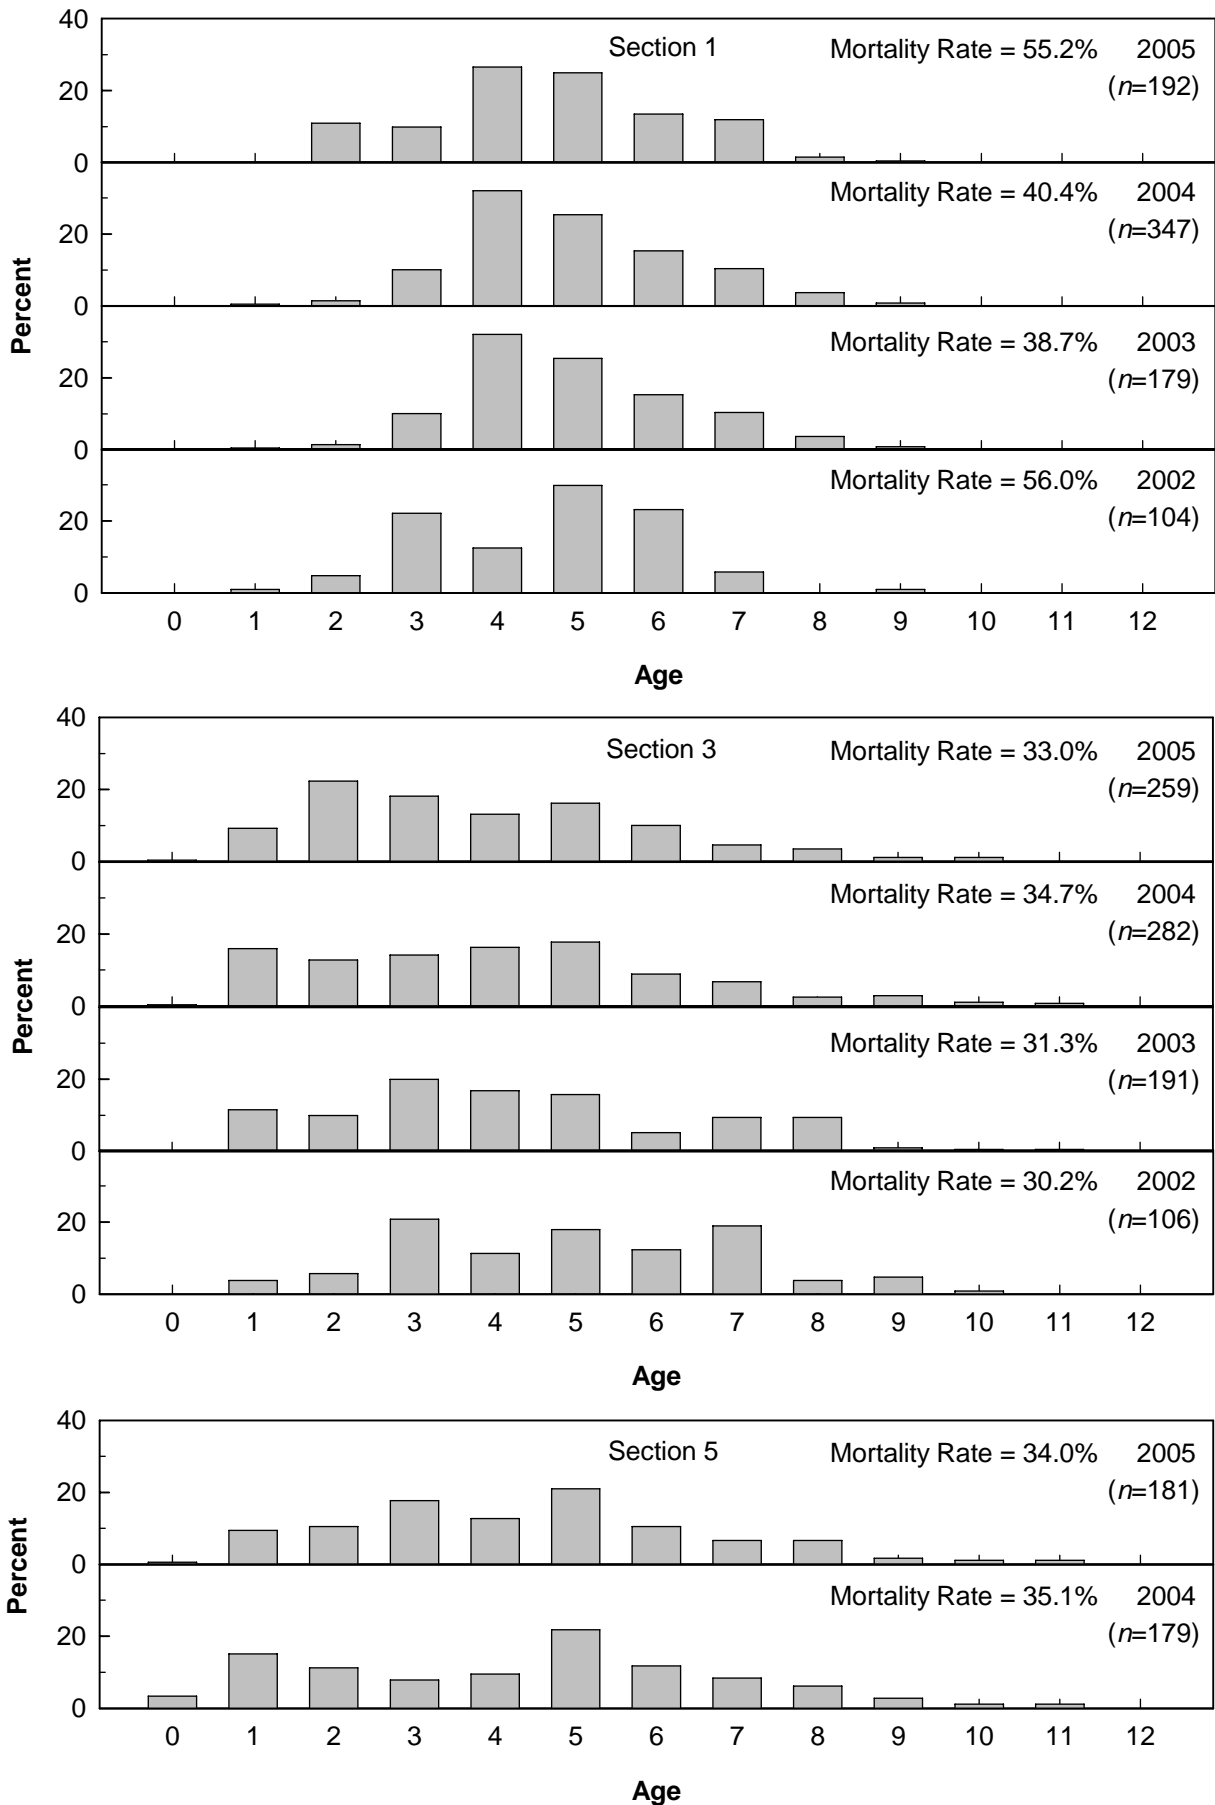 40
Section 1
Mortality Rate = 55.2% 2005
(n=192)
20
0
Mortality Rate = 40.4% 2004
(n=347)
20
0
Percent
Mortality Rate = 38.7% 2003
(n=179)
20
0
Mortality Rate = 56.0% 2002
(n=104)
20
0
0 1 2 3 4 5 6 7 8 9 10 11 12
Age
40
Section 3
Mortality Rate = 33.0% 2005
(n=259)
20
0
Mortality Rate = 34.7% 2004
(n=282)
20
0
Percent
Mortality Rate = 31.3% 2003
(n=191)
20
0
Mortality Rate = 30.2% 2002
(n=106)
20
0
0 1 2 3 4 5 6 7 8 9 10 11 12
Age
40
Section 5
Mortality Rate = 34.0% 2005
(n=181)
20
0
Percent
Mortality Rate = 35.1% 2004
(n=179)
20
0
0 1 2 3 4 5 6 7 8 9 10 11 12
Age